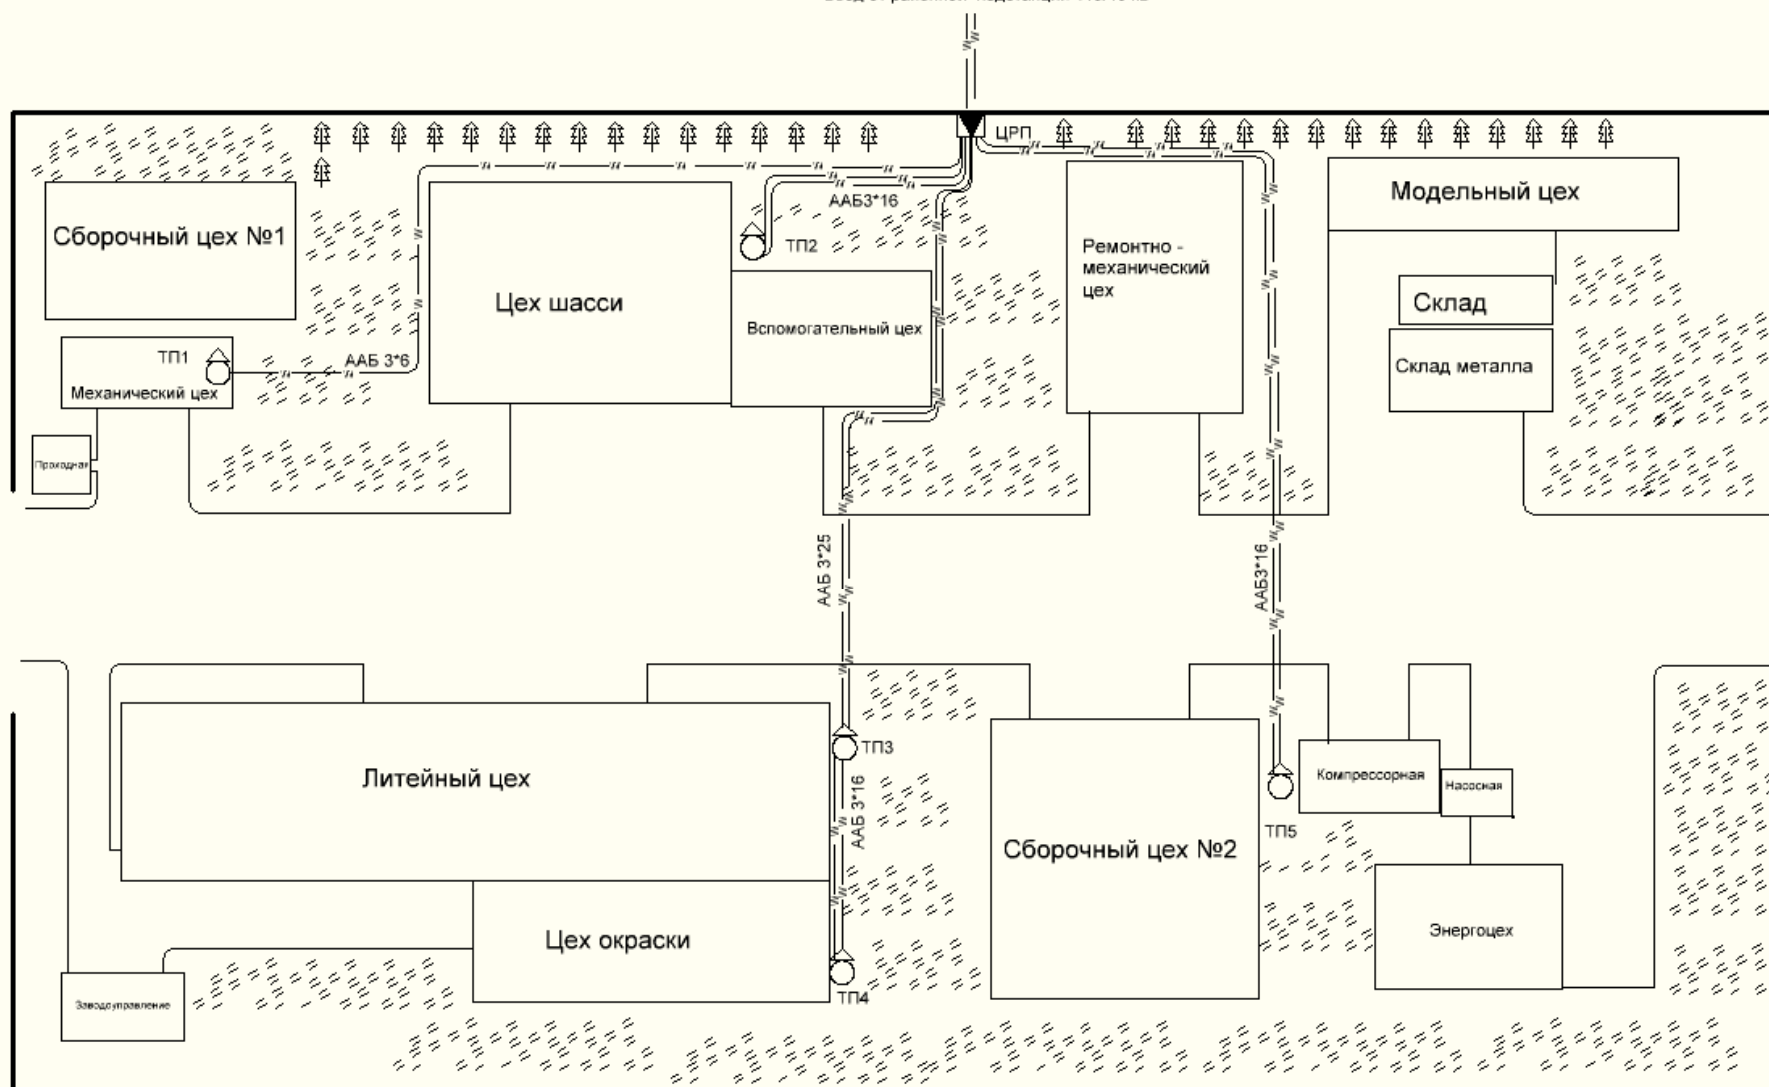 ЦРП
ААБ3*16
Модельный цех
Сборочный цех №1
ТП2
Ремонтно -
механический
цех
Цех шасси
Склад
Вспомогательный цех
ТП1
ААБ 3*6
Склад металла
Механический цех
Проходная
ААБ 3*25
ААБ3*16
ТП3
Литейный цех
ААБ 3*16
Компрессорная
Насосная
ТП5
Сборочный цех №2
Цех окраски
Энергоцех
ТП4
Заводоуправление